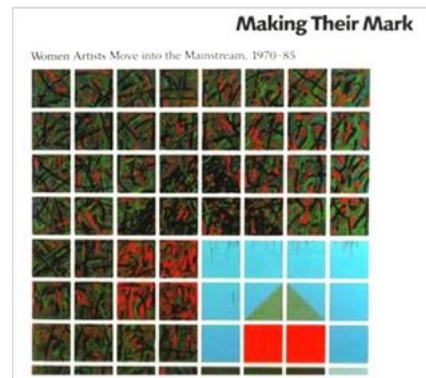 Making Their Mark
Women Artists Move into the Mainstream, 1970–85